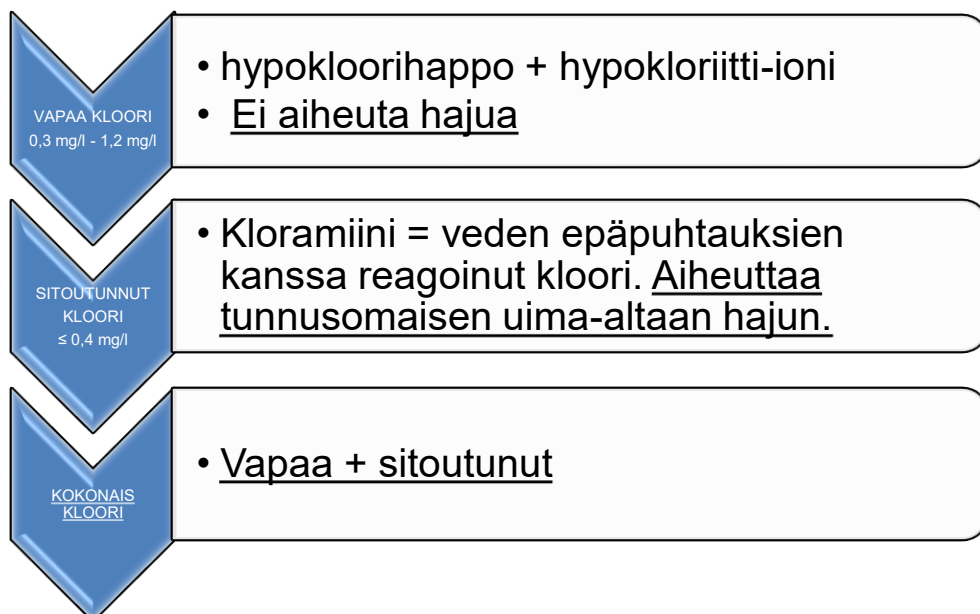 VAPAA KLOORI
0,3 mg/l - 1,2 mg/l
• hypokloorihappo + hypokloriitti-ioni
• Ei aiheuta hajua
SITOUTUNNUT
KLOORI
≤ 0,4 mg/l
• Kloramiini = veden epäpuhtauksien
kanssa reagoinut kloori. Aiheuttaa
tunnusomaisen uima-altaan hajun.
KOKONAIS
KLOORI
• Vapaa + sitoutunut